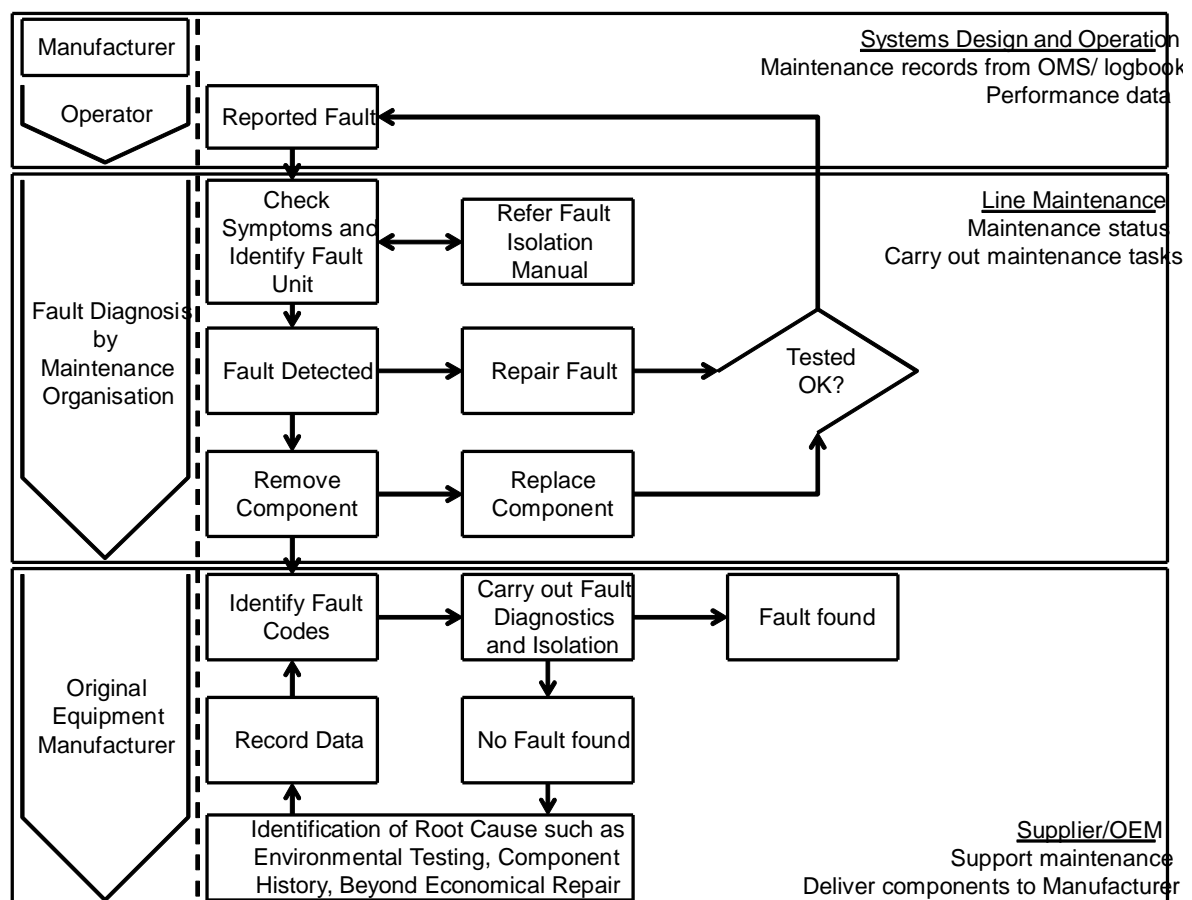 Manufacturer
Systems Design and Operation
Maintenance records from OMS/ logbook
Performance data
Operator
Reported Fault
Check
Symptoms and
Identify Fault
Unit
Refer Fault
Isolation
Manual
Line Maintenance
Maintenance status
Carry out maintenance tasks
Fault Diagnosis
by
Maintenance
Organisation
Fault Detected
Repair Fault
Tested
OK?
Remove
Component
Replace
Component
Identify Fault
Codes
Carry out Fault
Diagnostics
and Isolation
Fault found
Original
Equipment
Manufacturer
Record Data
No Fault found
Identification of Root Cause such as
Environmental Testing, Component
History, Beyond Economical Repair
Supplier/OEM
Support maintenance
Deliver components to Manufacturer